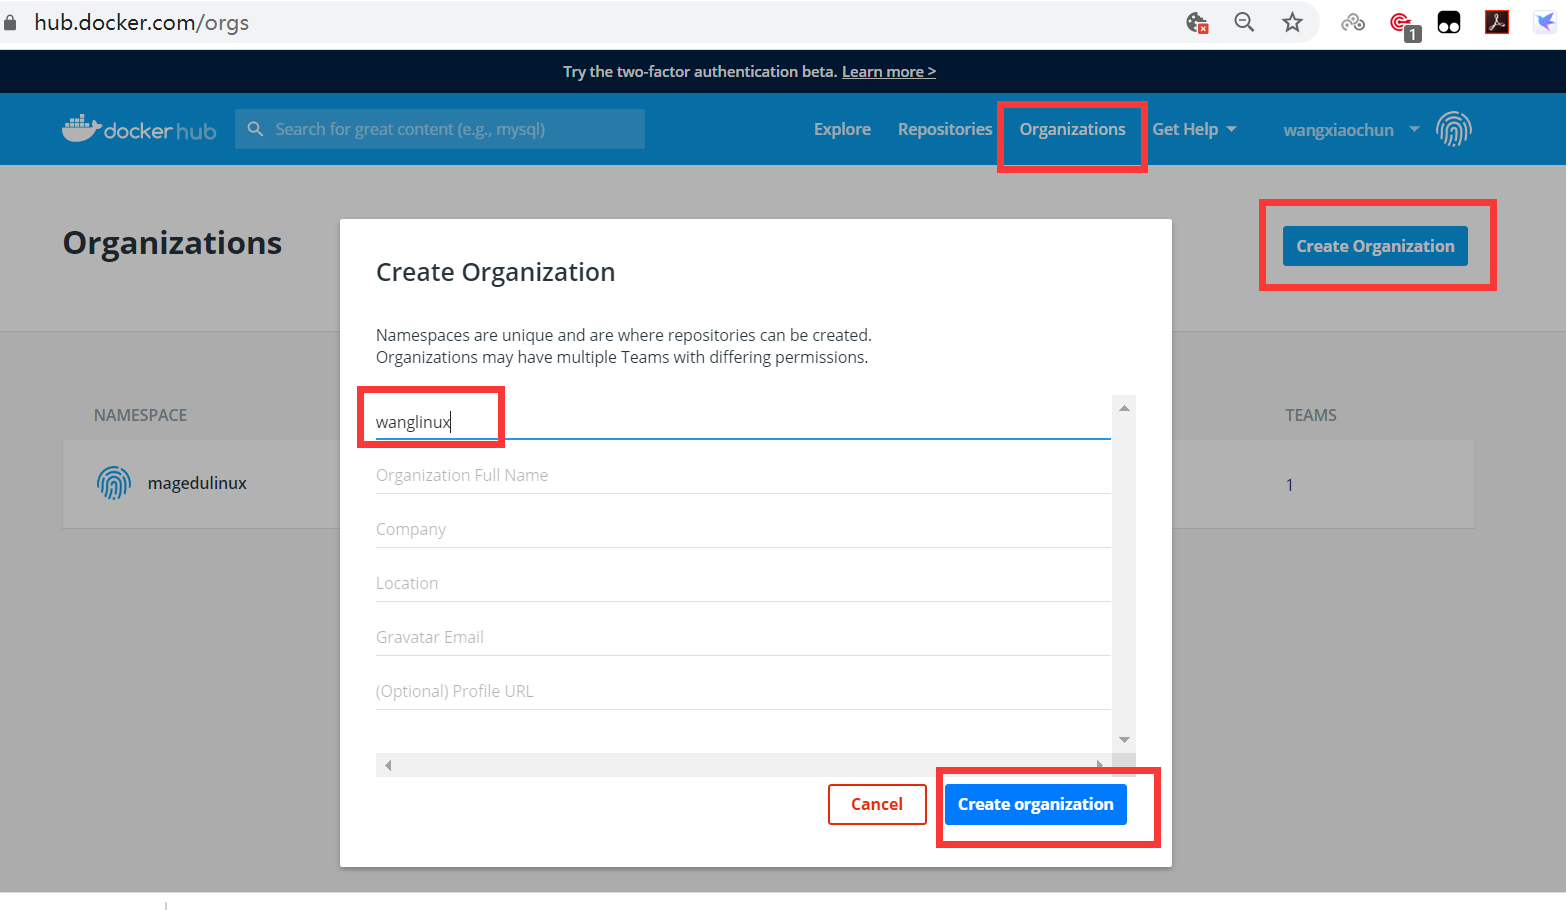 hub.docker.com/orgs
1
Try the two-factor authentication beta. Learn more >
docker hub
Search for great content (e.g., mysql)
Explore
Repositories
Organizations
Get Help
wangxiaochun
Organizations
Create Organization
Create Organization
Namespaces are unique and are where repositories can be created.
Organizations may have multiple Teams with differing permissions.
NAMESPACE
TEAMS
wanglinux
Organization Full Name
magedulinux
1
Company
Location
Gravatar Email
(Optional) Profile URL
Cancel
Create organization